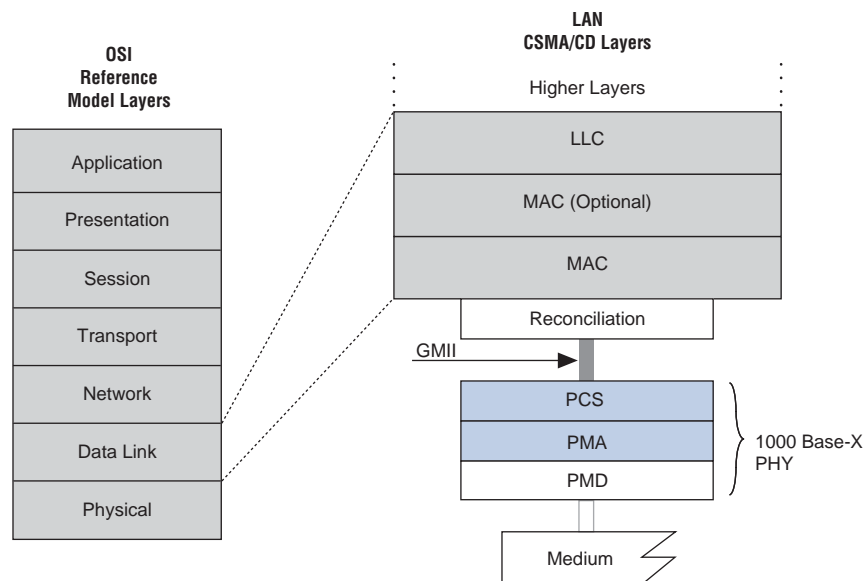 OSI
Reference
Model Layers
Application
Presentation
Session
Transport
Network
Data Link
Physical
LAN
CSMA/CD Layers
Higher Layers
LLC
MAC (Optional)
MAC
Reconciliation
GMII
PCS
PMA
PMD
1000 Base-X
PHY
Medium